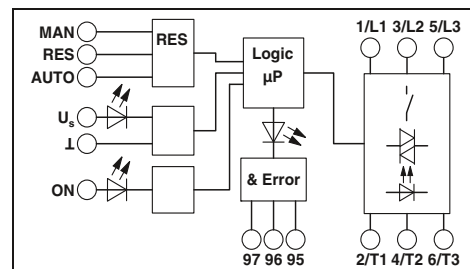 MAN
RES
AUTO
RES
Us
⊥
ON
Logic
µP
& Error
97 96 95
1/L1 3/L2 5/L3
2/T1 4/T2 6/T3